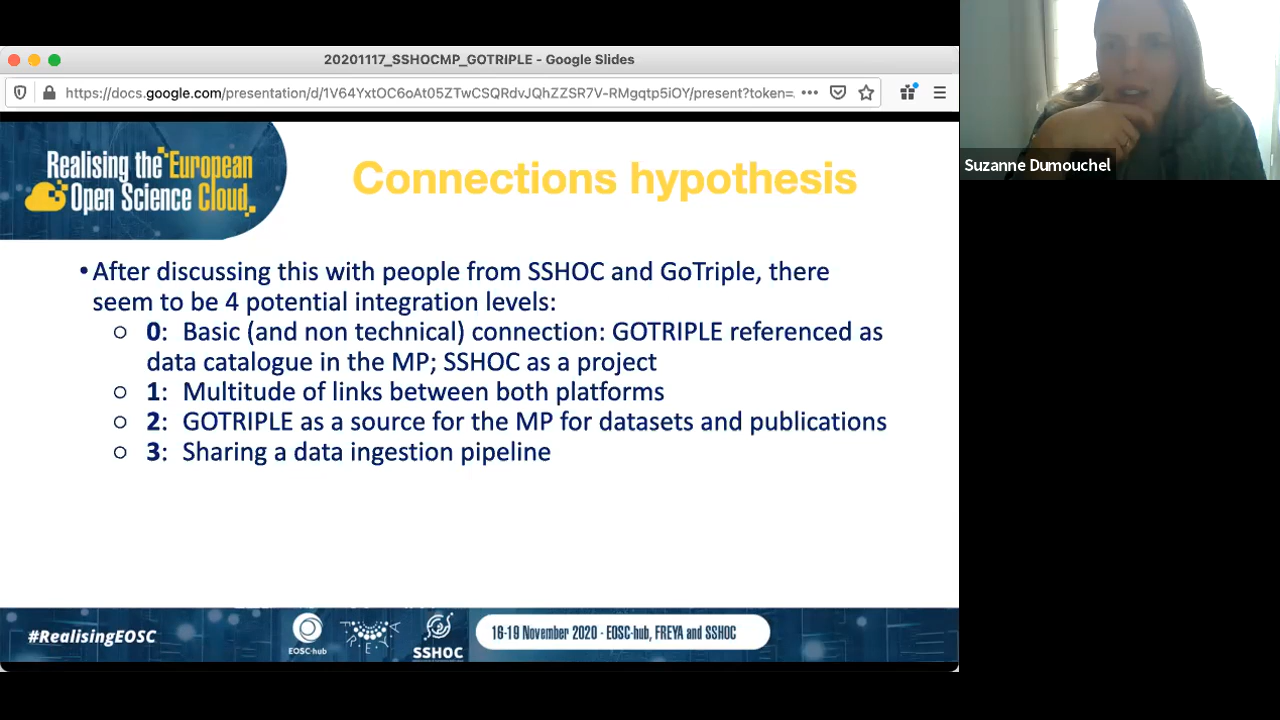 20201117_SSHOCMP_GOTRIPLE - Google Slides
https://docs.google.com/presentation/d/1V64YxtOC6oAt05ZTwCSQRdvJQhZZSR7V-RMgqtp5iOY/present?token=...
Suzanne Dumouchel
Realising the European
Open Science Cloud
Connections hypothesis
• After discussing this with people from SSHOC and GoTriple, there
seem to be 4 potential integration levels:
○ 0: Basic (and non technical) connection: GOTRIPLE referenced as
data catalogue in the MP; SSHOC as a project
○ 1: Multitude of links between both platforms
○ 2: GOTRIPLE as a source for the MP for datasets and publications
○ 3: Sharing a data ingestion pipeline
#RealisingEOSC
EOSC-hub
FREYA
SSHOC
16-19 November 2020 - EOSC-hub, FREYA and SSHOC